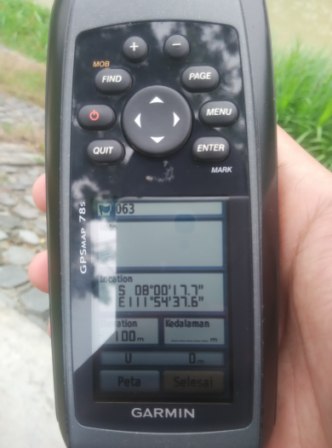 + −
MOB
FIND PAGE
MENU
QUIT ENTER
MARK
GPSMAP 78s
063
Location
S 08°00'17.7"
E111°54'37.6"
Kedalaman
100m
0m
Peta Selesai
GARMIN